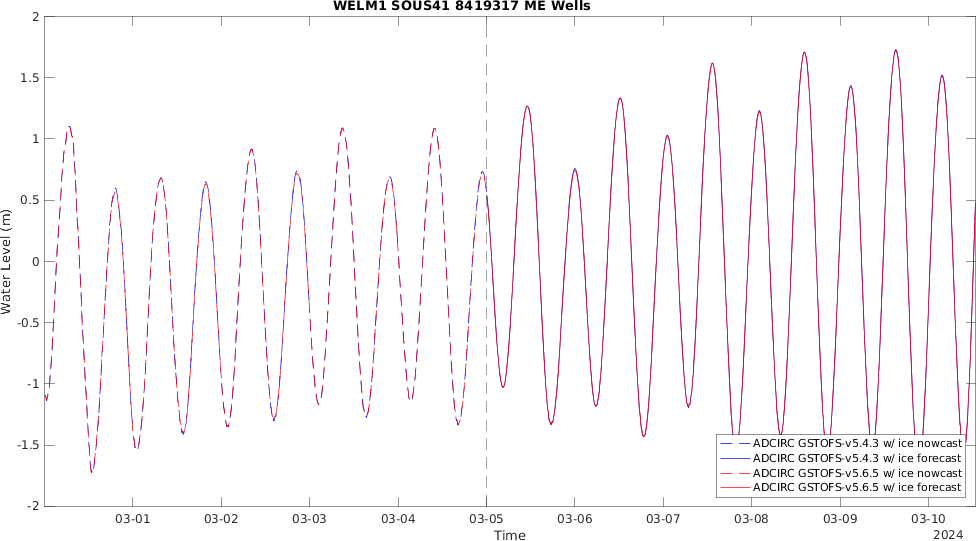 WELM1 SOUS41 8419317 ME Wells
2
1.5
1
0.5
0
-0.5
-1
-1.5
-2
Water Level (m)
ADCIRC GSTOFS-v5.4.3 w/ ice nowcast
ADCIRC GSTOFS-v5.4.3 w/ ice forecast
ADCIRC GSTOFS-v5.6.5 w/ ice nowcast
ADCIRC GSTOFS-v5.6.5 w/ ice forecast
03-01 03-02 03-03 03-04 03-05 03-06 03-07 03-08 03-09 03-10
Time
2024